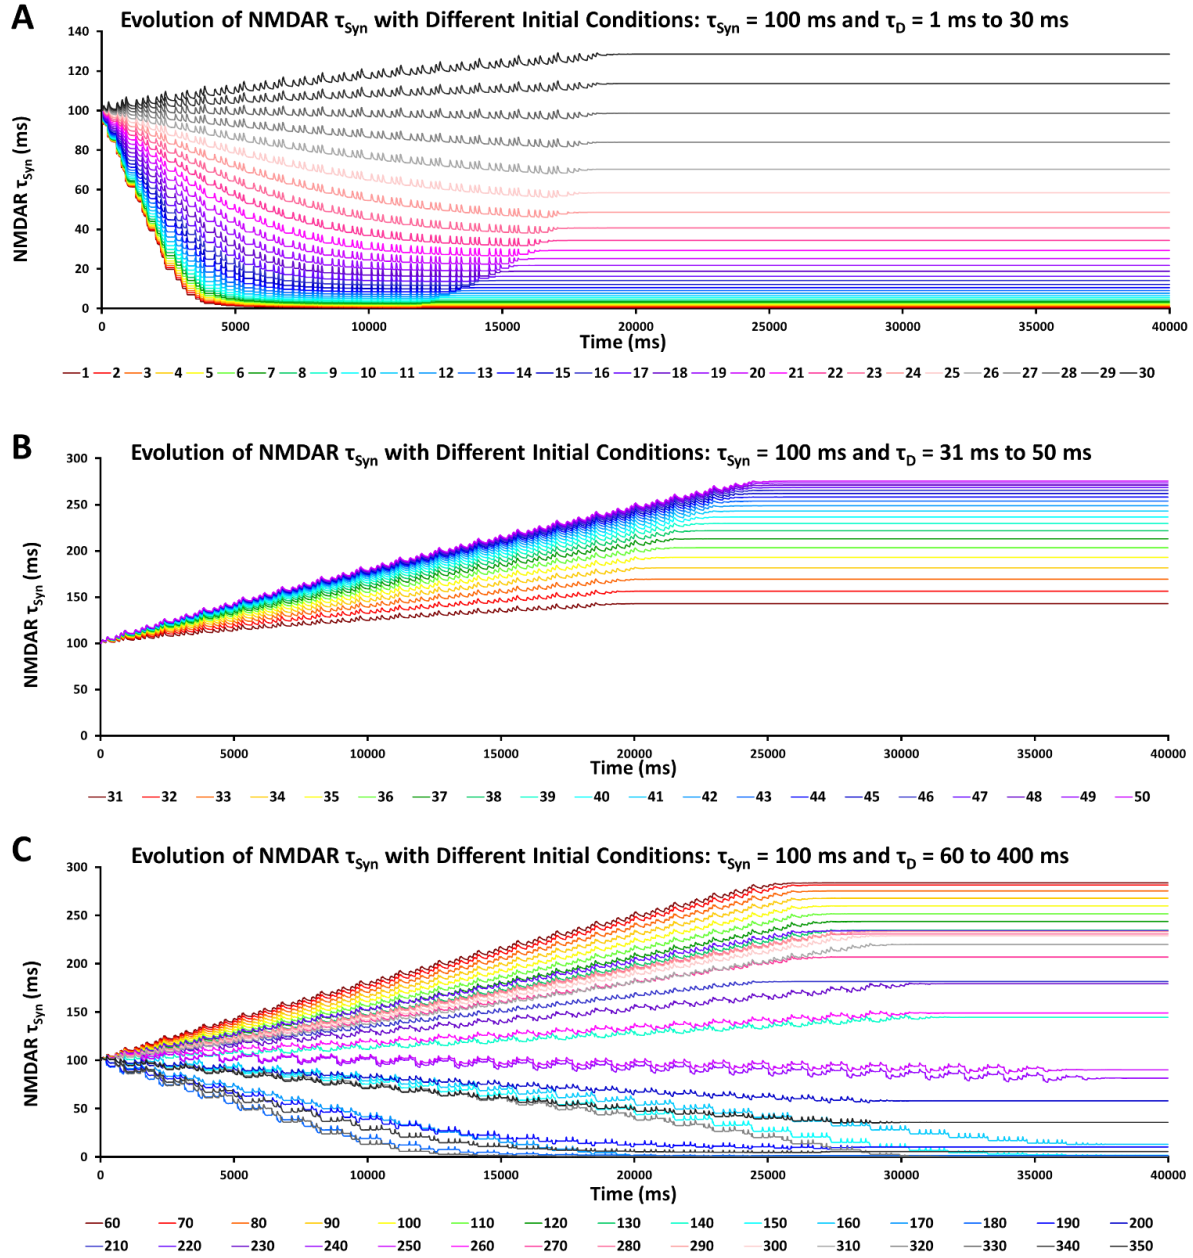 A
Evolution of NMDAR τSyn with Different Initial Conditions: τSyn = 100 ms and τD = 1 ms to 30 ms
140
120
100
80
60
40
20
0
NMDAR τSyn (ms)
0 5000 10000 15000 20000 25000 30000 35000 40000
Time (ms)
1 2 3 4 5 6 7 8 9 10 11 12 13 14 15 16 17 18 19 20 21 22 23 24 25 26 27 28 29 30
B
Evolution of NMDAR τSyn with Different Initial Conditions: τSyn = 100 ms and τD = 31 ms to 50 ms
300
250
200
150
100
50
0
NMDAR τSyn (ms)
0 5000 10000 15000 20000 25000 30000 35000 40000
Time (ms)
31 32 33 34 35 36 37 38 39 40 41 42 43 44 45 46 47 48 49 50
C
Evolution of NMDAR τSyn with Different Initial Conditions: τSyn = 100 ms and τD = 60 to 400 ms
300
250
200
150
100
50
0
NMDAR τSyn (ms)
0 5000 10000 15000 20000 25000 30000 35000 40000
Time (ms)
60 70 80 90 100 110 120 130 140 150 160 170 180 190 200
210 220 230 240 250 260 270 280 290 300 310 320 330 340 350